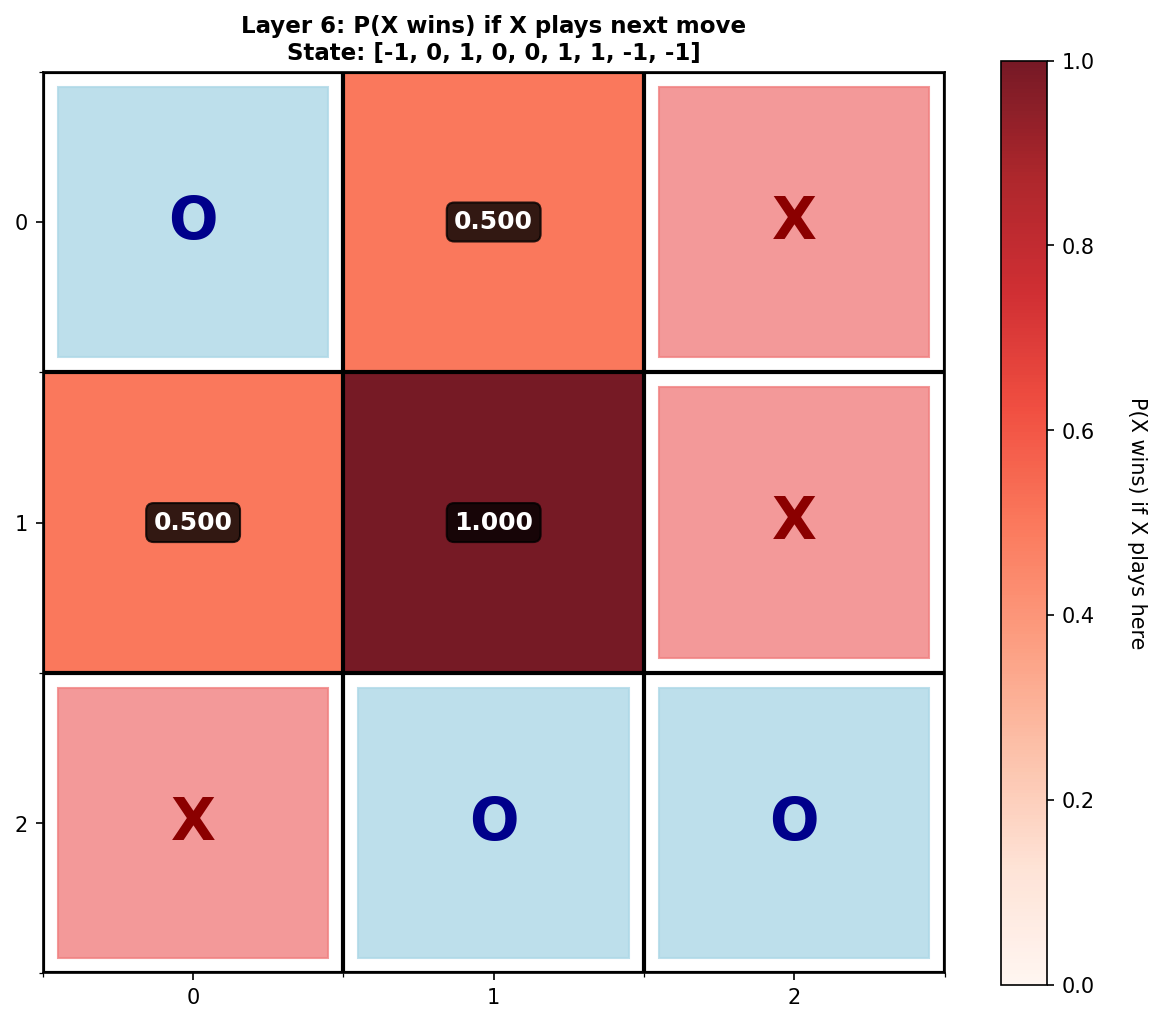 Layer 6: P(X wins) if X plays next move
State: [-1, 0, 1, 0, 0, 1, 1, -1, -1]
O
0.500
X
0.500
1.000
X
X
O
O
0
1
2
0
1
2
1.0
0.8
0.6
0.4
0.2
0.0
P(X wins) if X plays here